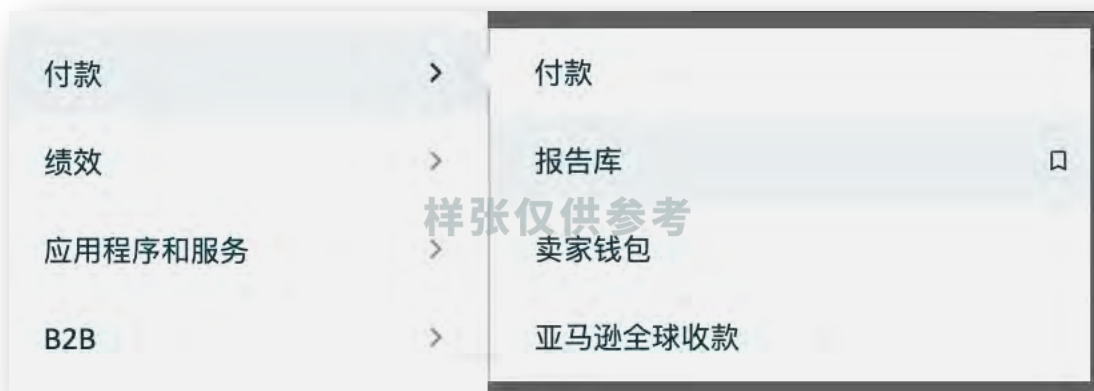 付款
绩效
应用程序和服务
B2B
付款
报告库
卖家钱包
亚马逊全球收款
样张仅供参考